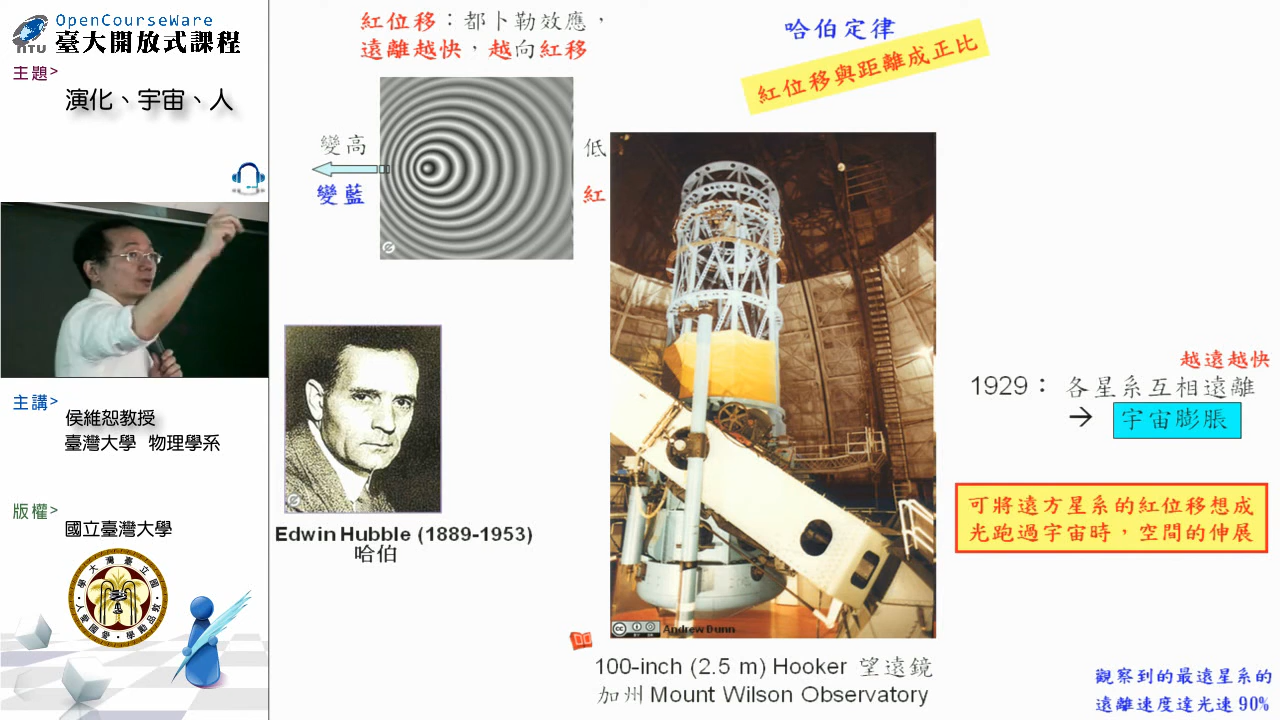 OpenCourseWare
NTU 臺大開放式課程
主題>
演化、宇宙、人
主講>
侯維恕教授
臺灣大學 物理學系
版權>
國立臺灣大學
紅位移：都卜勒效應，
遠離越快，越向紅移
變高
變藍
低
紅
哈伯定律
紅位移與距離成正比
Edwin Hubble (1889-1953)
哈伯
Andrew Dunn
100-inch (2.5 m) Hooker 望遠鏡
加州 Mount Wilson Observatory
越遠越快
1929： 各星系互相遠離
→ 宇宙膨脹
可將遠方星系的紅位移想成
光跑過宇宙時，空間的伸展
觀察到的最遠星系的
遠離速度達光速 90%